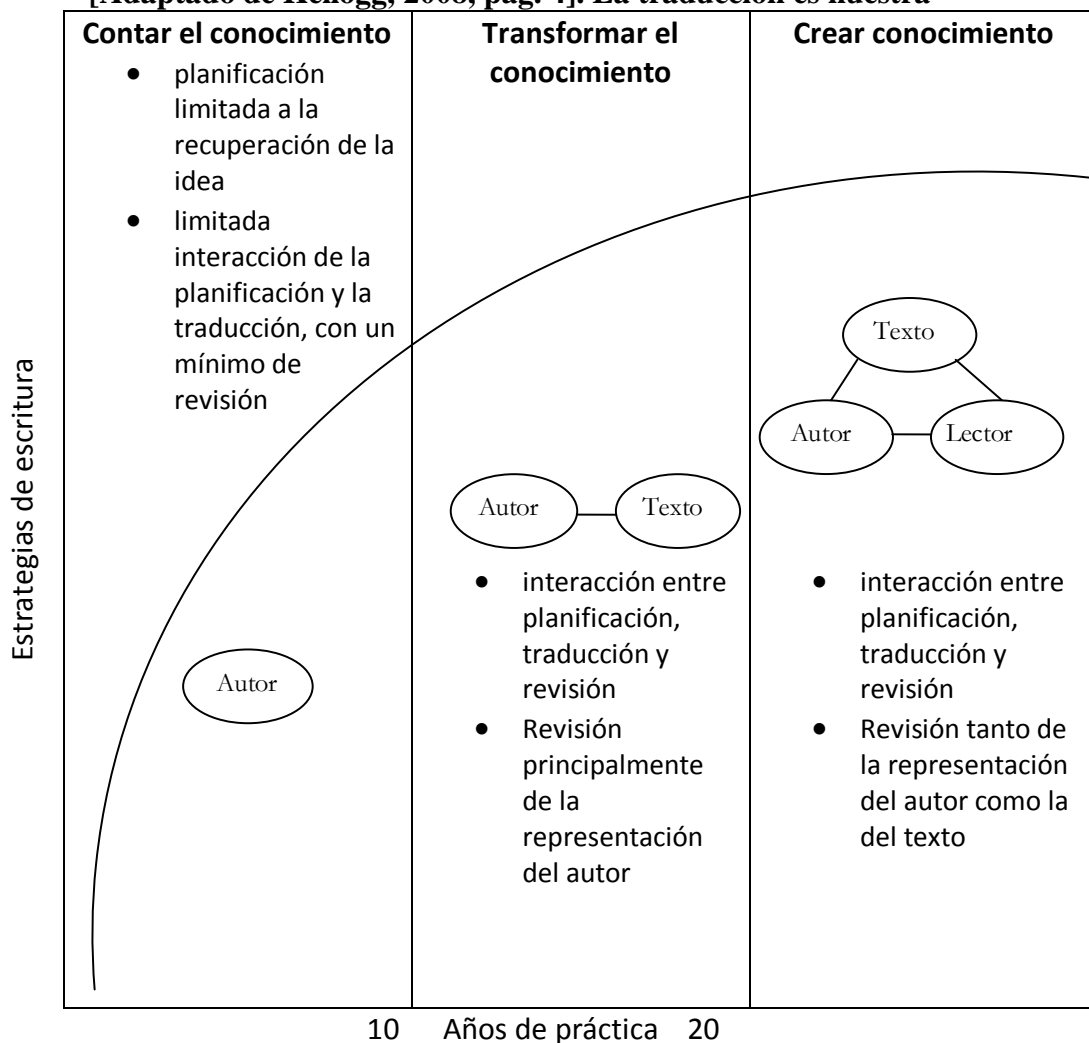 [Adaptado de Kellogg, 2008, pág. 4]. La traducción es nuestra
Contar el conocimiento
• planificación
limitada a la
recuperación de la
idea
• limitada
interacción de la
planificación y la
traducción, con un
mínimo de
revisión
Autor
Transformar el
conocimiento
Autor
Texto
• interacción entre
planificación,
traducción y
revisión
• Revisión
principalmente
de la
representación
del autor
Crear conocimiento
Texto
Autor
Lector
• interacción entre
planificación,
traducción y
revisión
• Revisión tanto de
la representación
del autor como la
del texto
Estrategias de escritura
10 Años de práctica 20